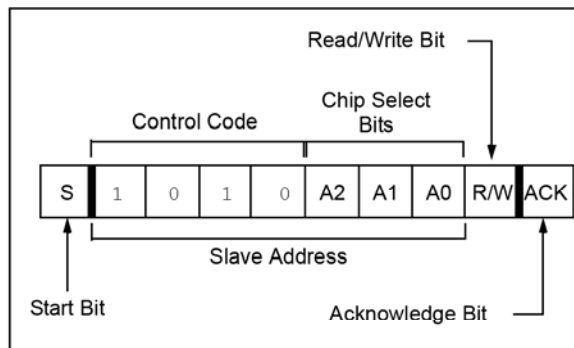 Read/Write Bit
Chip Select
Bits
Control Code
S 1 0 1 0 A2 A1 A0 R/W ACK
Slave Address
Start Bit
Acknowledge Bit